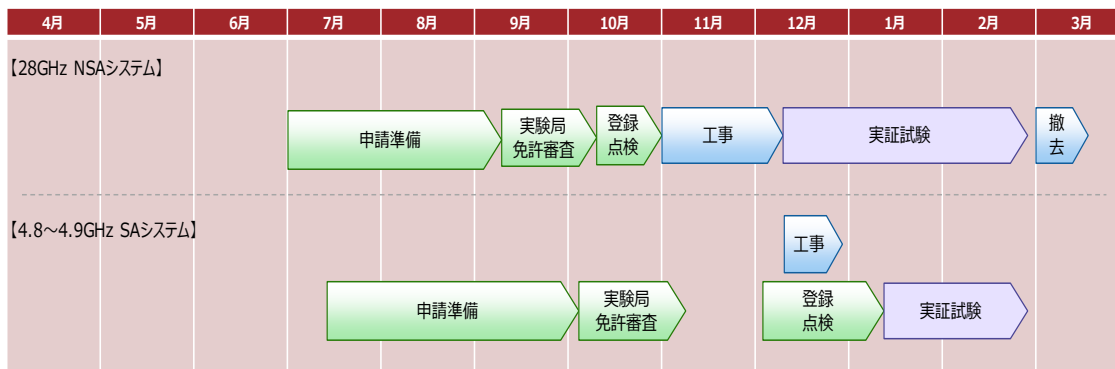 4月 5月 6月 7月 8月 9月 10月 11月 12月 1月 2月 3月
【28GHz NSAシステム】
申請準備
実験局
免許審査
登録
点検
工事
実証試験
撤
去
【4.8～4.9GHz SAシステム】
工事
申請準備
実験局
免許審査
登録
点検
実証試験